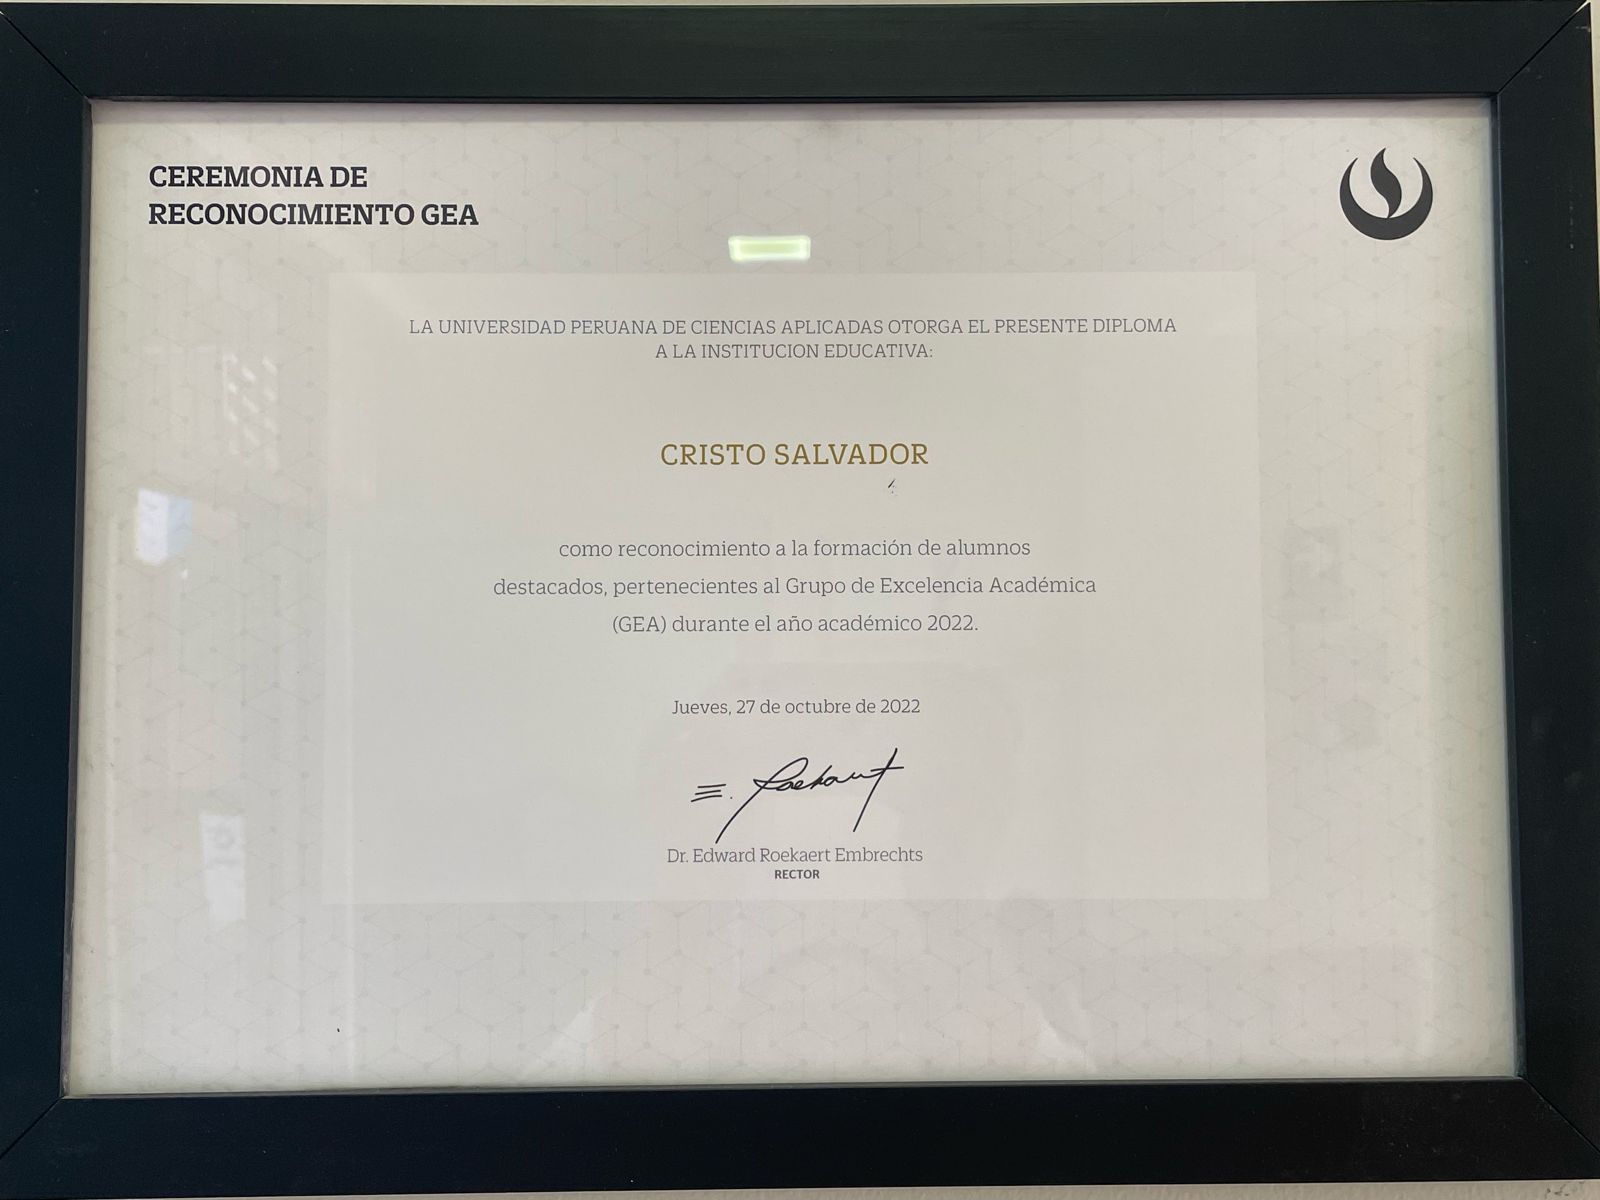 CEREMONIA DE
RECONOCIMIENTO GEA
LA UNIVERSIDAD PERUANA DE CIENCIAS APLICADAS OTORGA EL PRESENTE DIPLOMA
A LA INSTITUCION EDUCATIVA:
CRISTO SALVADOR
como reconocimiento a la formación de alumnos
destacados, pertenecientes al Grupo de Excelencia Académica
(GEA) durante el año académico 2022.
Jueves, 27 de octubre de 2022
E. Roekaert
Dr. Edward Roekaert Embrechts
RECTOR